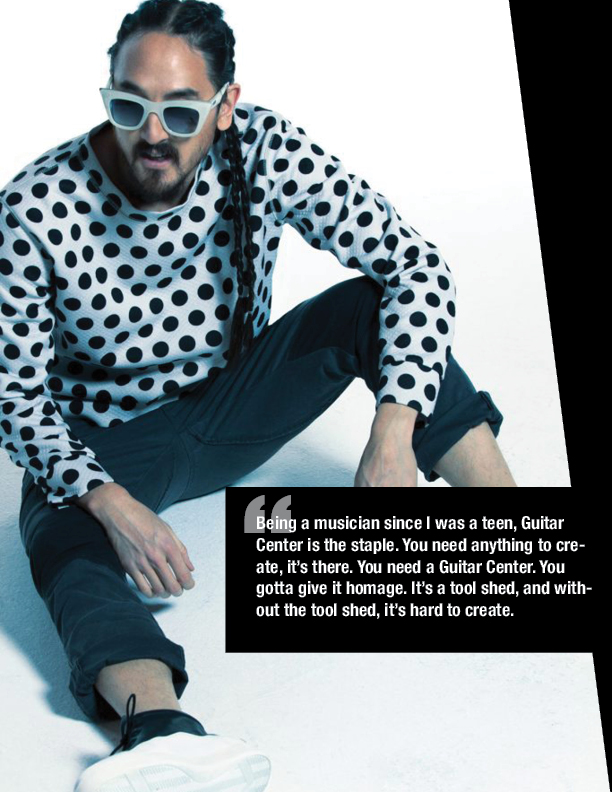 “
Being a musician since I was a teen, Guitar
Center is the staple. You need anything to cre-
ate, it’s there. You need a Guitar Center. You
gotta give it homage. It’s a tool shed, and with-
out the tool shed, it’s hard to create.